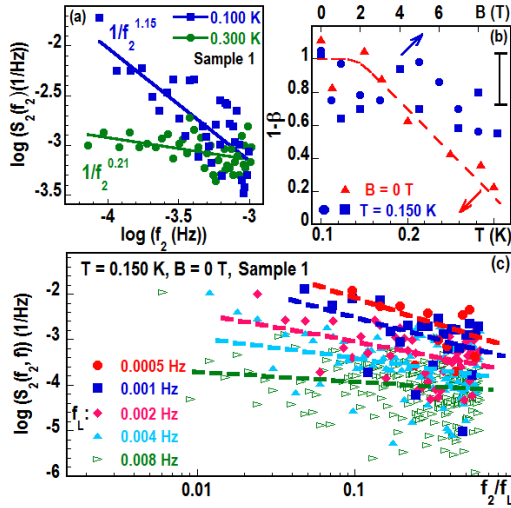 (a)
1/f₂^1.15
0.100 K
0.300 K
Sample 1
1/f₂^0.21
log (S₂(f₂)(1/Hz))
-2
-2.5
-3
-3.5
-4
-3.5
-3
log (f₂ (Hz))
0
2
4
6
8
B (T)
(b)
1-β
1
0.8
0.6
0.4
0.2
0
B = 0 T
T = 0.150 K
0.1
0.2
T (K)
T = 0.150 K, B = 0 T, Sample 1
(c)
log (S₂(f₂, f)) (1/Hz)
-2
-3
-4
-5
-6
f_L:
0.0005 Hz
0.001 Hz
0.002 Hz
0.004 Hz
0.008 Hz
0.01
0.1
f₂/f_L